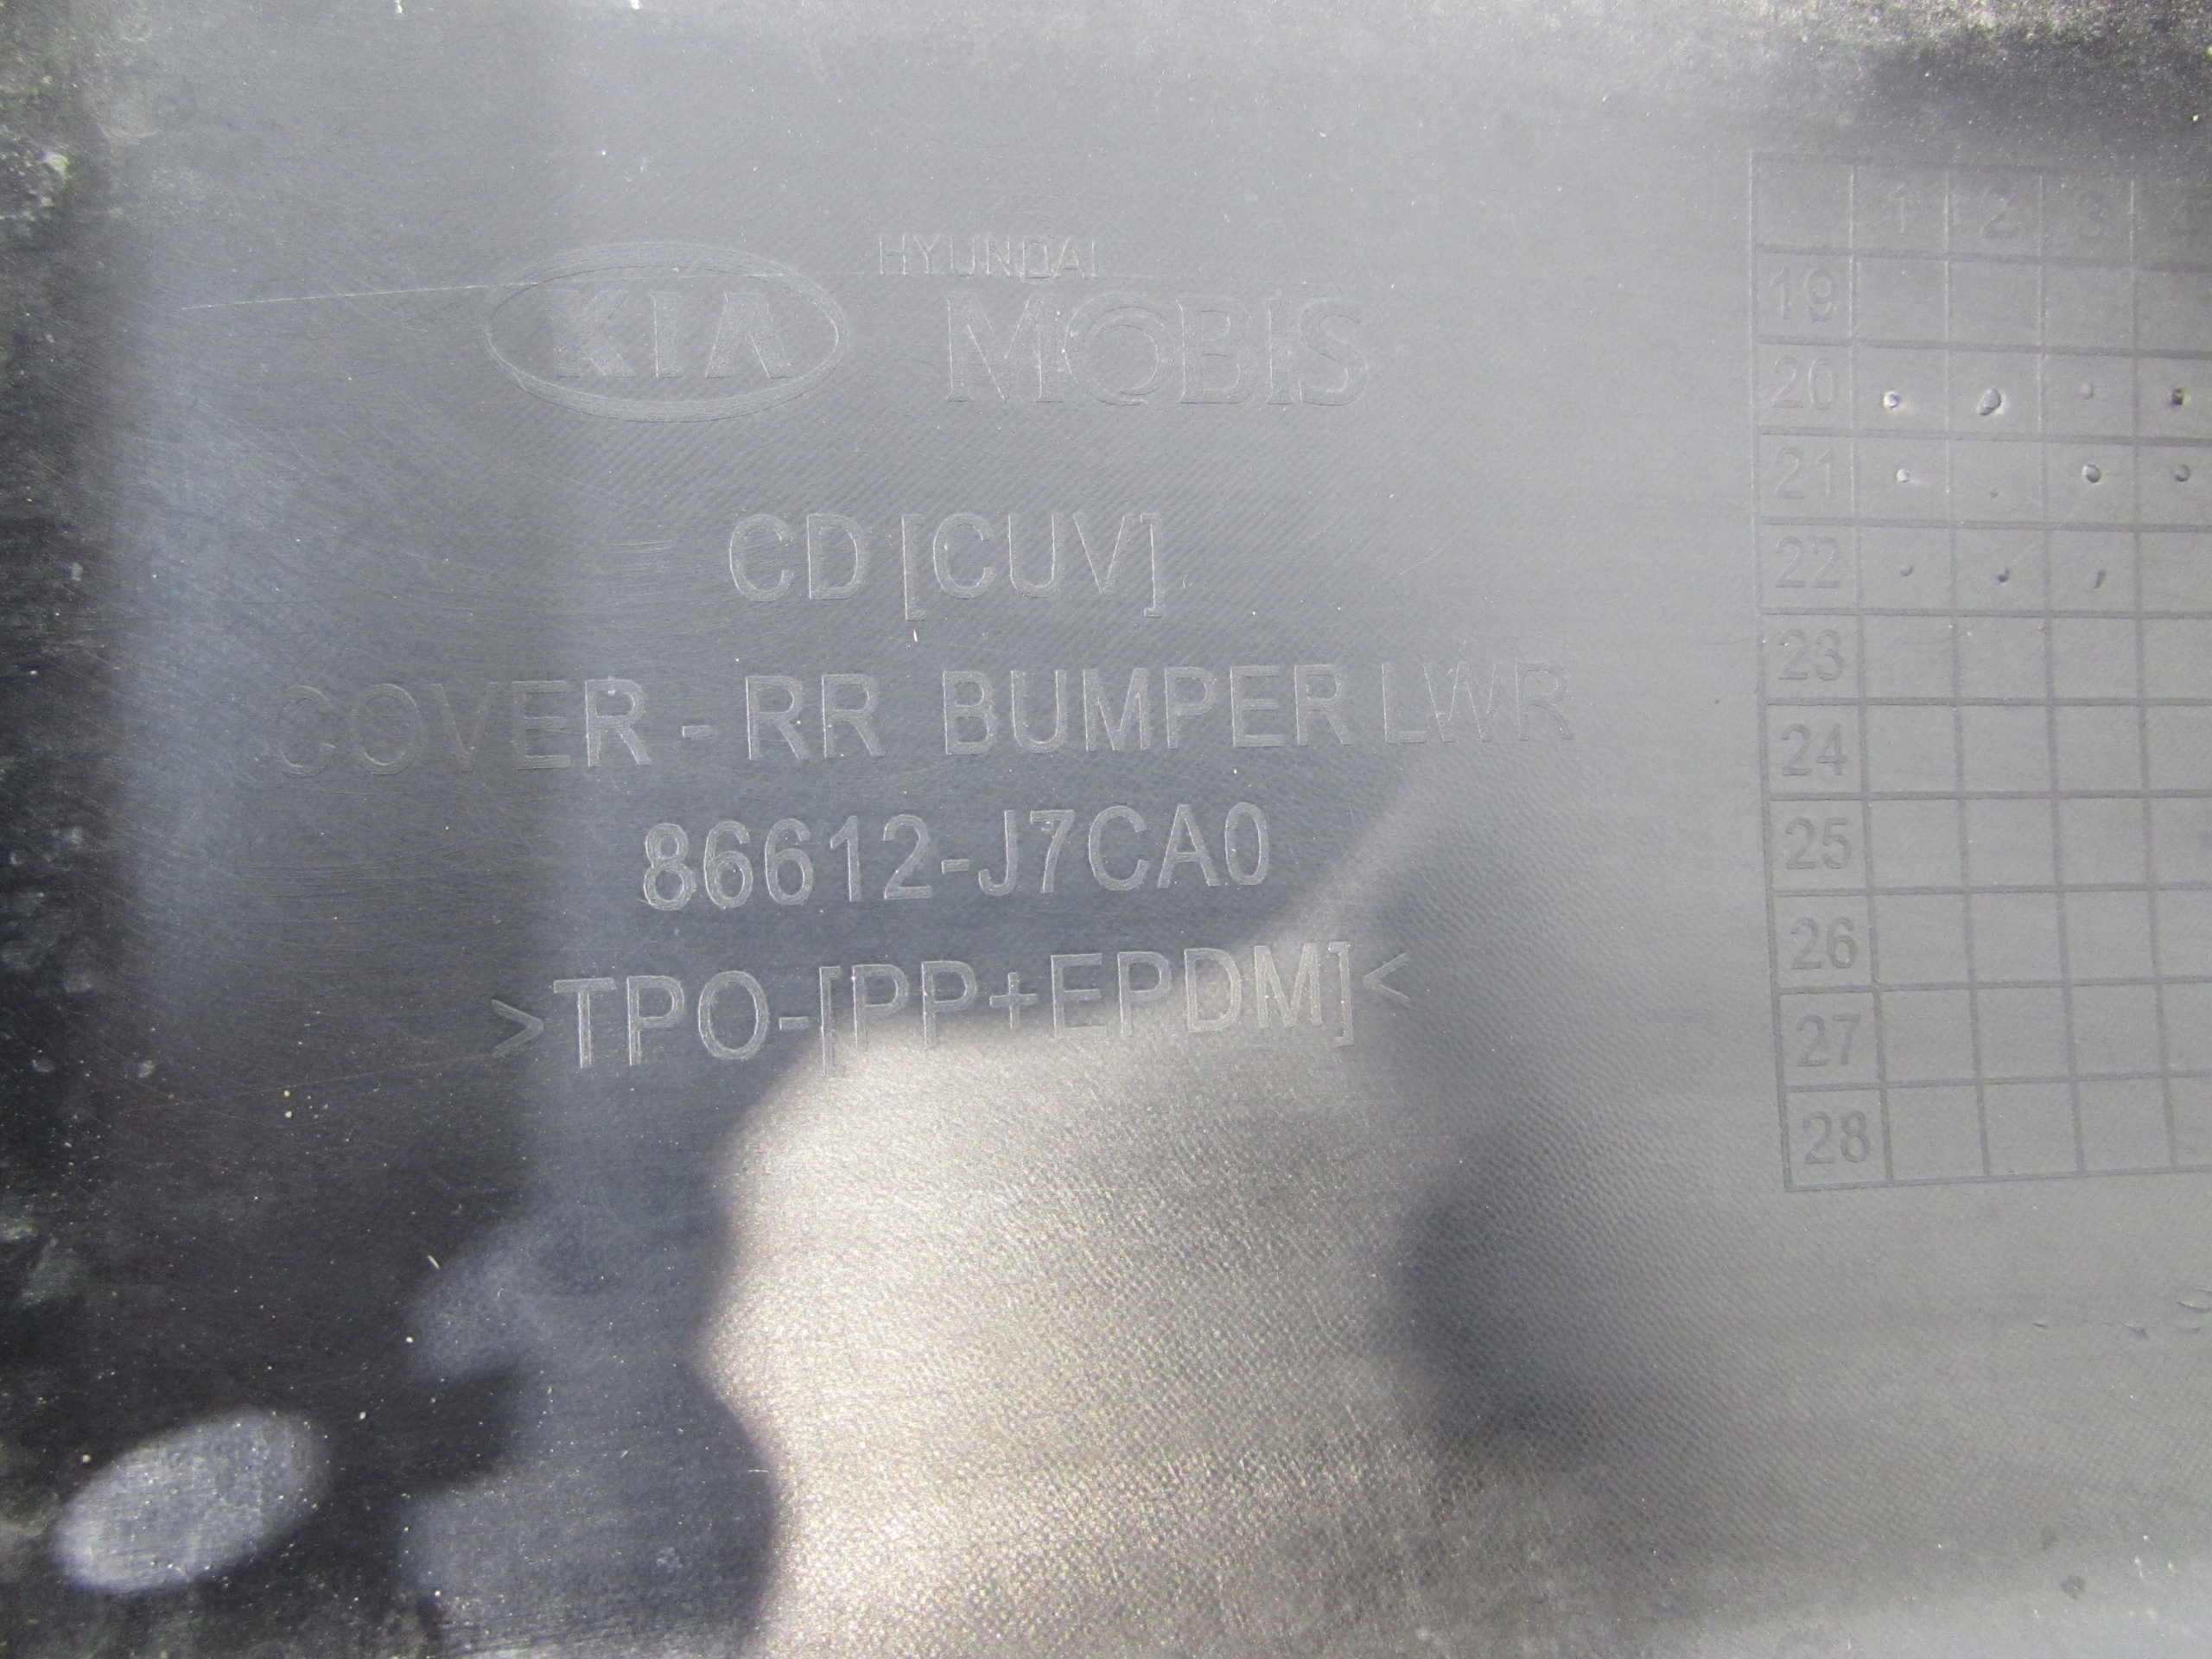 HYUNDAI
KIA MOBIS
CD [CUV]
COVER - RR BUMPER LWR
86612-J7CA0
>TPO-[PP+EPDM]<
1 2 3 4
19
20
21
22
23
24
25
26
27
28